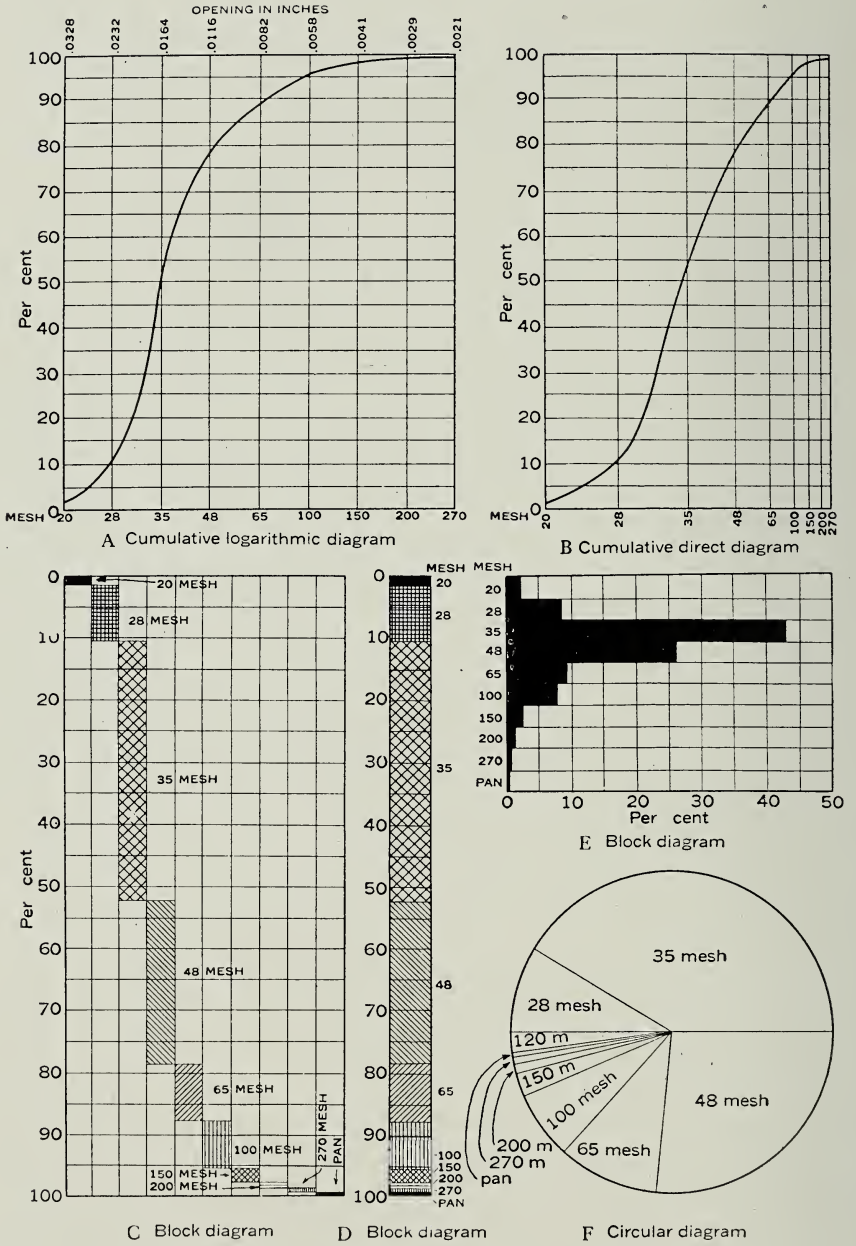 OPENING IN INCHES
.0328 .0232 .0164 .0116 .0082 .0058 .0041 .0029 .0021
100
90
80
70
60
50
40
30
20
10
0
Per cent
MESH 20 28 35 48 65 100 150 200 270
A Cumulative logarithmic diagram
100
90
80
70
60
50
40
30
20
10
0
Per cent
MESH 20 28 35 48 65 100 150 200 270
B Cumulative direct diagram
0
10
20
30
40
50
60
70
80
90
100
Per cent
20 MESH
28 MESH
35 MESH
48 MESH
65 MESH
100 MESH
150 MESH
200 MESH
270 MESH
PAN
C Block diagram
MESH
0
10
20
30
40
50
60
70
80
90
100
20
28
35
48
65
100
150
200
270
PAN
D Block diagram
MESH
20
28
35
48
65
100
150
200
270
PAN
0 10 20 30 40 50
Per cent
E Block diagram
35 mesh
28 mesh
120 m
150 m
100 mesh
48 mesh
200 m
65 mesh
270 m
pan
F Circular diagram